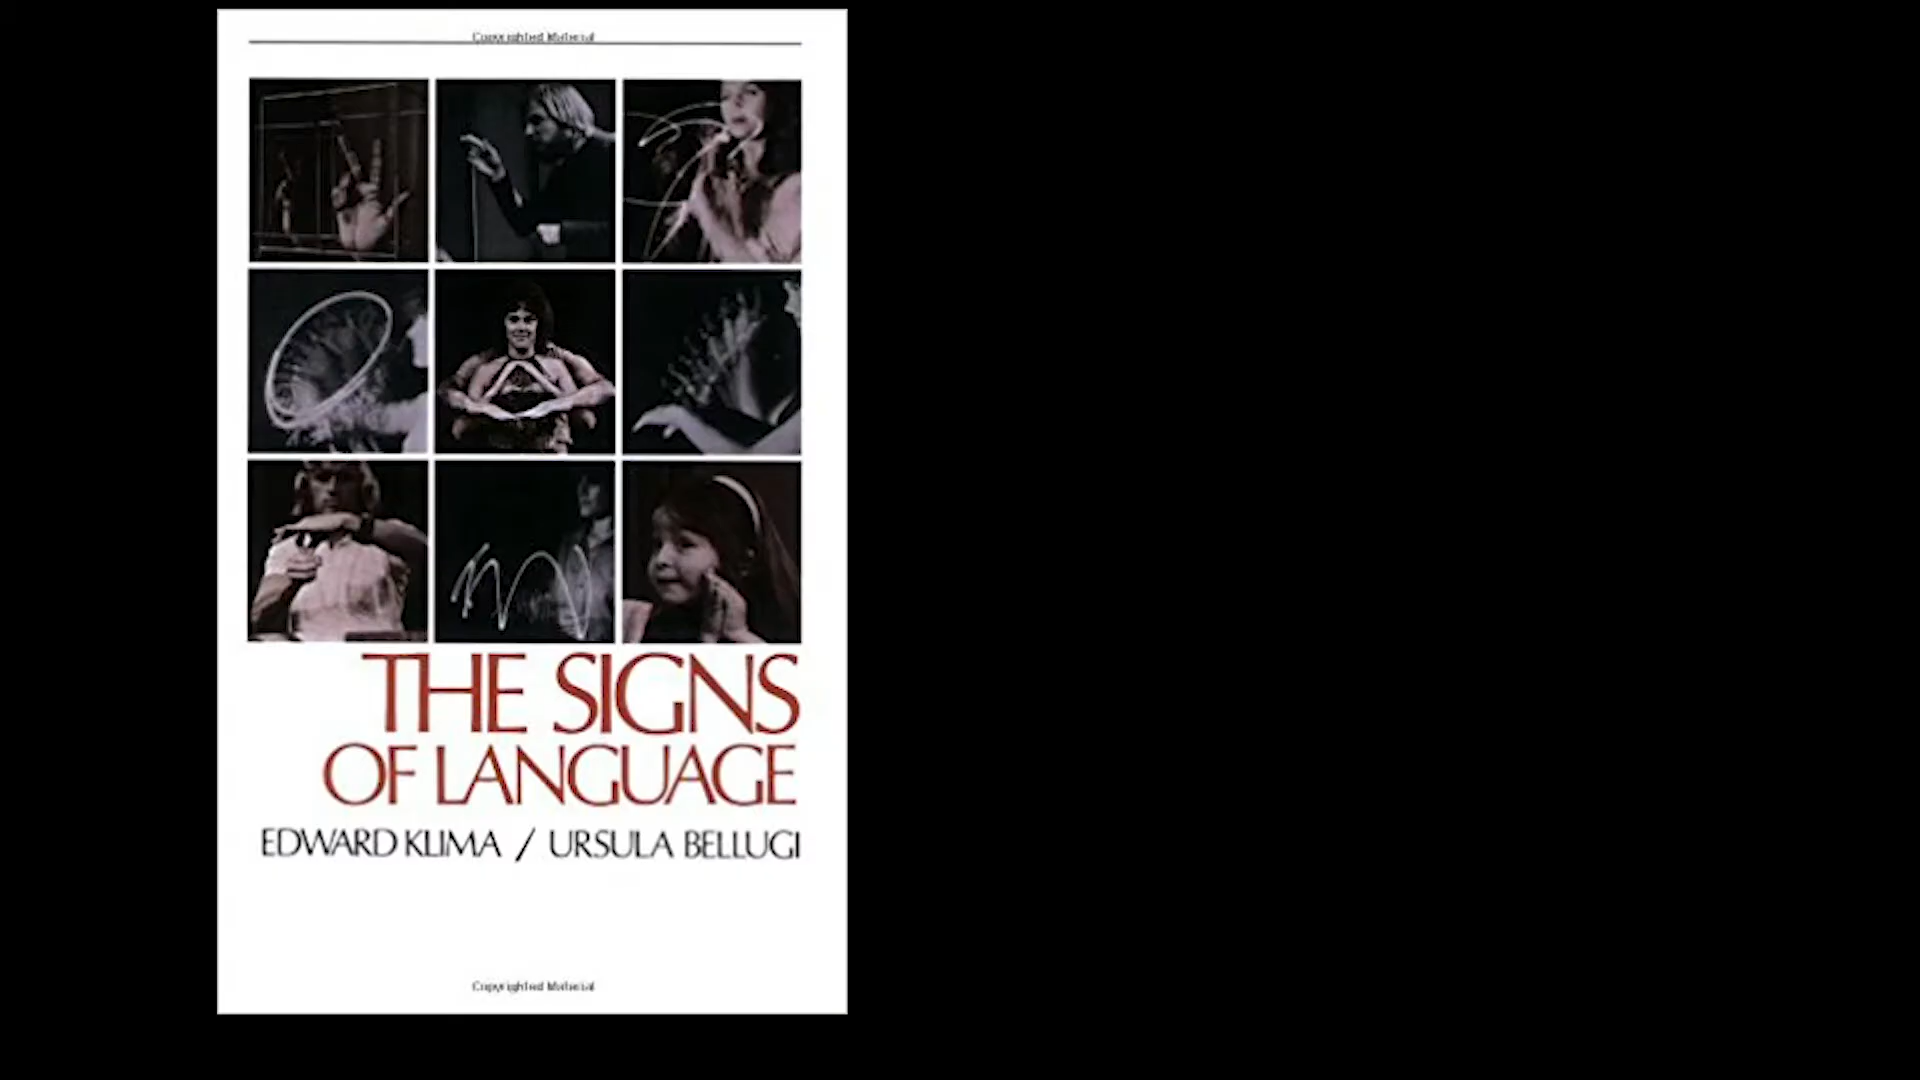 Copyrighted Material
THE SIGNS
OF LANGUAGE
EDWARD KLIMA / URSULA BELLUGI
Copyrighted Material